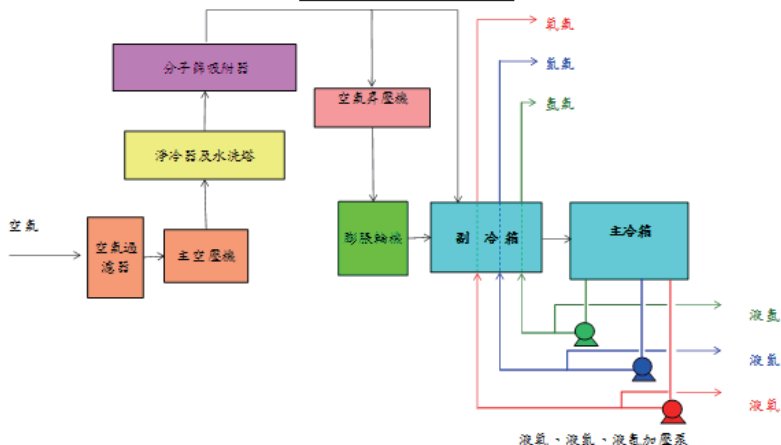 氧氣
氮氣
氬氣
分子篩吸附器
空氣昇壓機
淨冷器及水洗塔
空氣
空氣過
濾器
主空壓機
膨脹輪機
副 冷 箱
主冷箱
液氬
液氮
液氧
液氧、液氮、液氬加壓泵